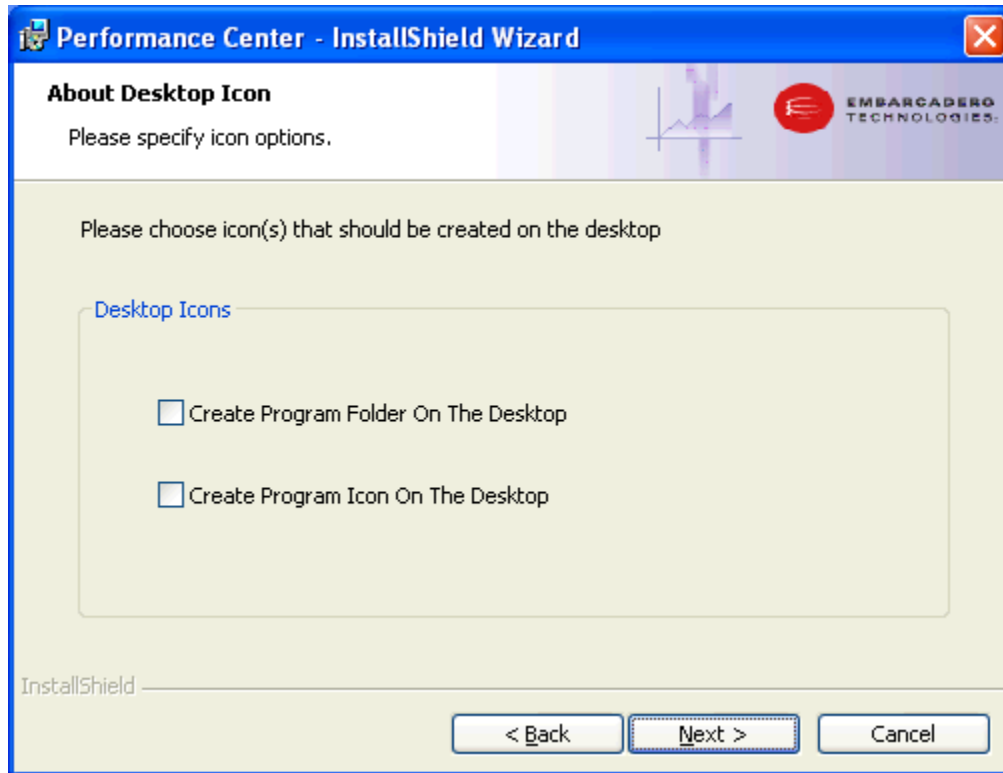 Performance Center - InstallShield Wizard
About Desktop Icon
Please specify icon options.
EMBARCADERO
TECHNOLOGIES.
Please choose icon(s) that should be created on the desktop
Desktop Icons
Create Program Folder On The Desktop
Create Program Icon On The Desktop
InstallShield
< Back
Next >
Cancel